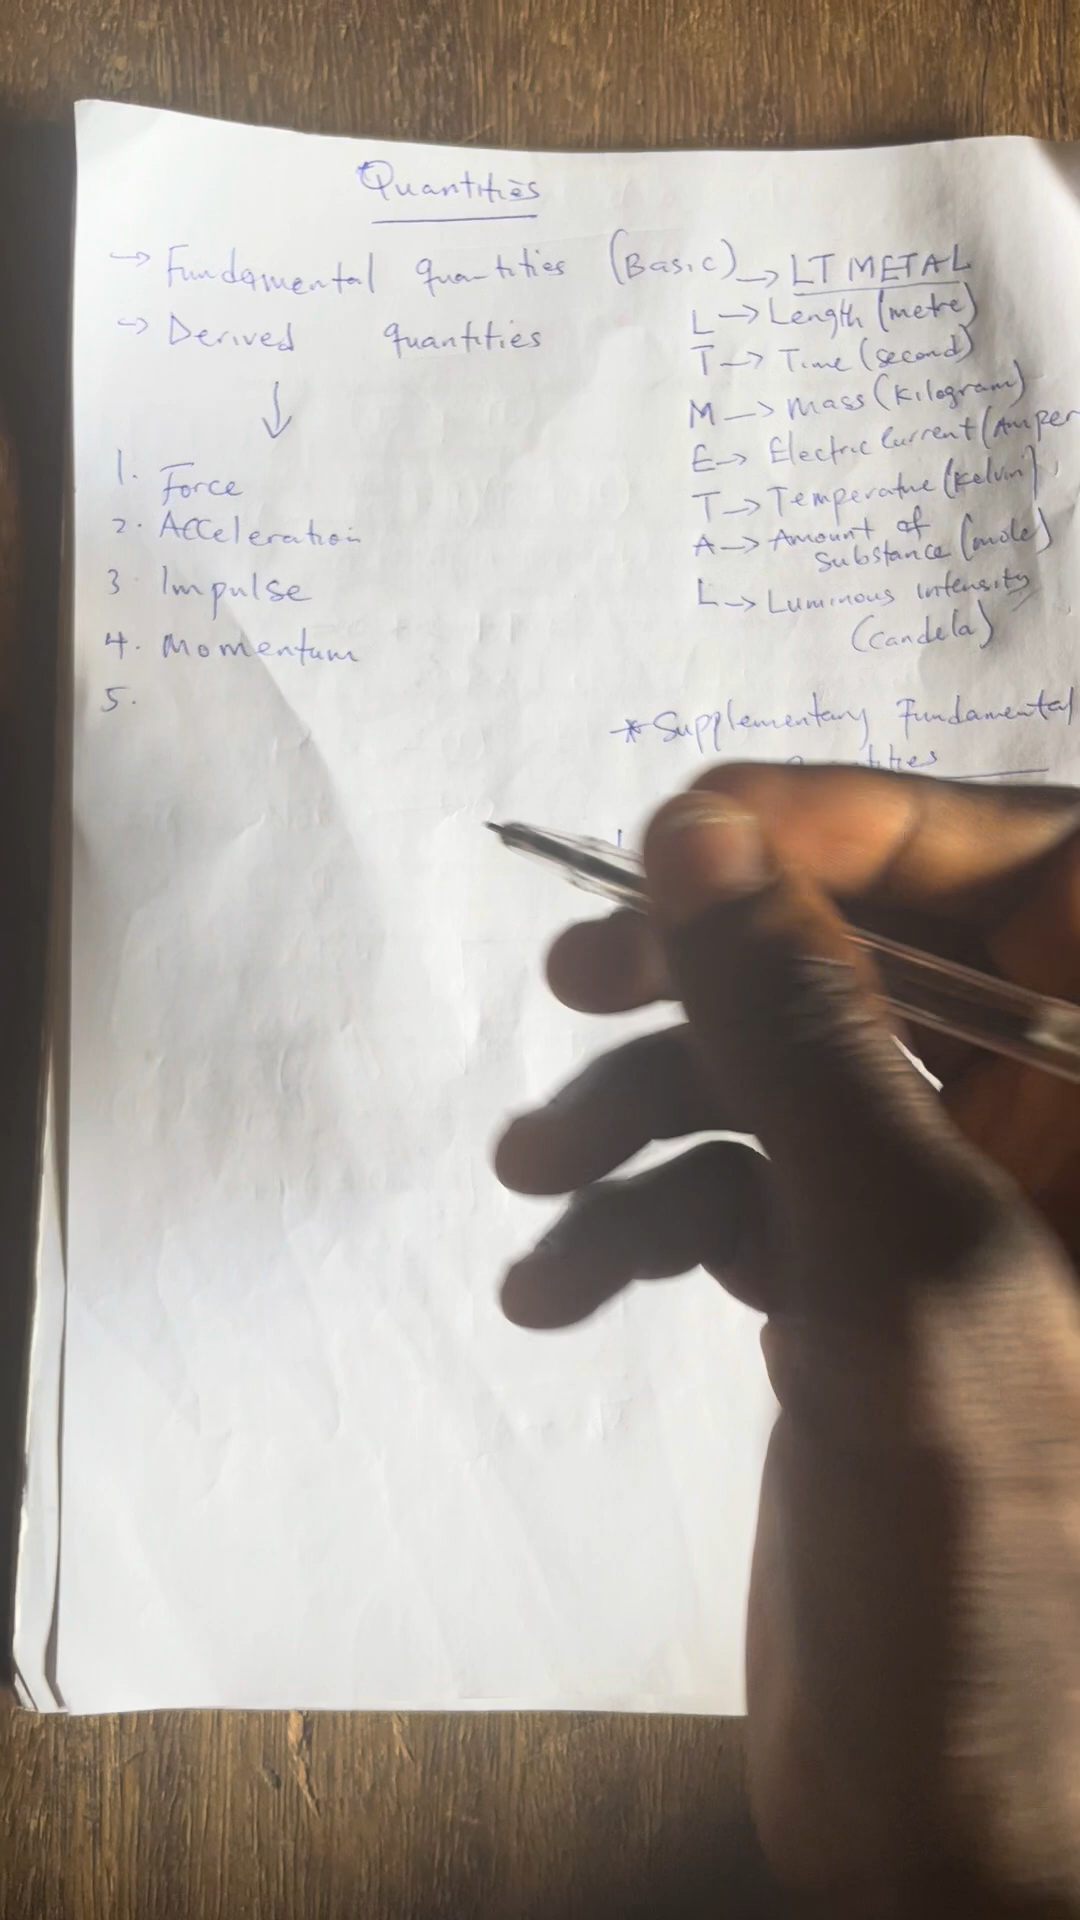 Quantities
→ Fundamental quantities (Basic) → LT METAL
→ Derived quantities
↓
1. Force
2. Acceleration
3 Impulse
4. Momentum
5.
L → Length (metre)
T → Time (second)
M → Mass (Kilogram)
E → Electric Current (Amper
T → Temperature (Kelvin)
A → Amount of
Substance (mole)
L → Luminous intensity
(Candela)
* Supplementary Fundamental